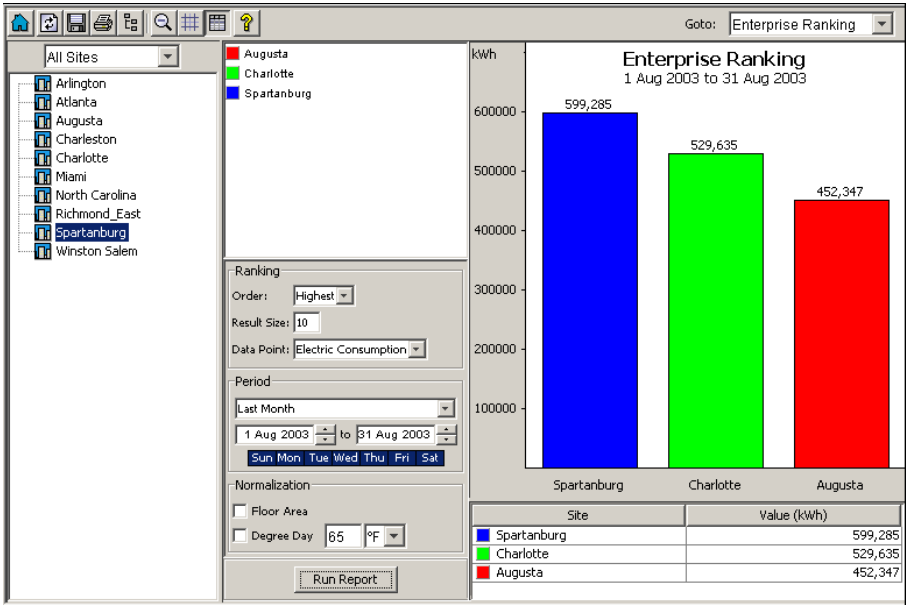 Goto: Enterprise Ranking
All Sites
Arlington
Atlanta
Augusta
Charleston
Charlotte
Miami
North Carolina
Richmond_East
Spartanburg
Winston Salem
Augusta
Charlotte
Spartanburg
Ranking
Order: Highest
Result Size: 10
Data Point: Electric Consumption
Period
Last Month
1 Aug 2003 to 31 Aug 2003
Sun Mon Tue Wed Thu Fri Sat
Normalization
Floor Area
Degree Day 65 °F
Run Report
kWh
Enterprise Ranking
1 Aug 2003 to 31 Aug 2003
600000
500000
400000
300000
200000
100000
599,285
529,635
452,347
Spartanburg Charlotte Augusta
Site Value (kWh)
Spartanburg 599,285
Charlotte 529,635
Augusta 452,347